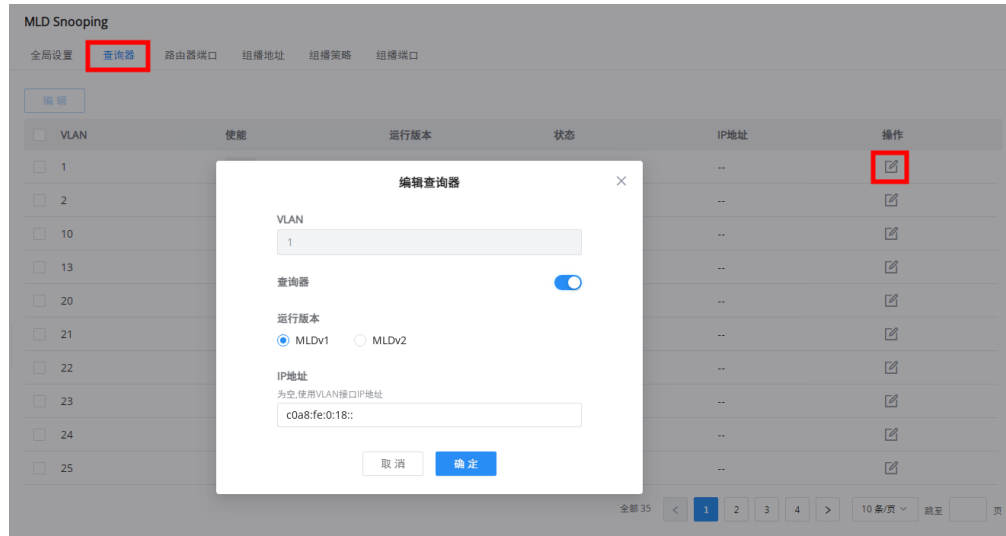 MLD Snooping
全局设置 查询器 路由器端口 组播地址 组播策略 组播端口
编 辑
VLAN 使能 运行版本 状态 IP地址 操作
1 --
2 --
10 --
13 --
20 --
21 --
22 --
23 --
24 --
25 --
编辑查询器
VLAN
1
查询器
运行版本
MLDv1 MLDv2
IP地址
为空,使用VLAN接口IP地址
c0a8:fe:0:18::
取 消 确 定
全部 35 < 1 2 3 4 > 10 条/页 跳至 页